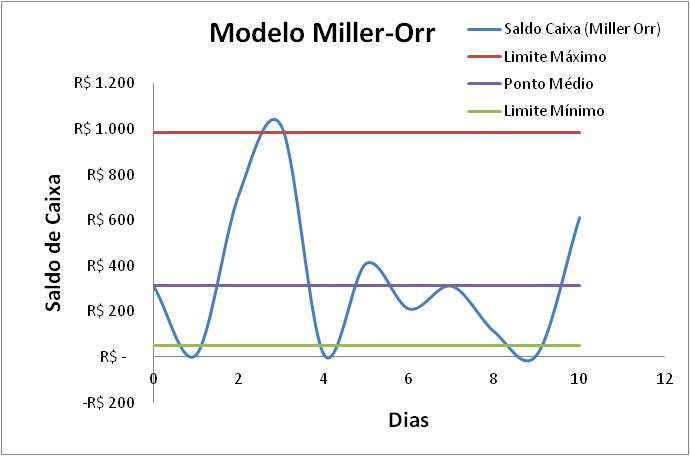 Modelo Miller-Orr
Saldo Caixa (Miller Orr)
Limite Máximo
Ponto Médio
Limite Mínimo
Saldo de Caixa
R$ 1.200
R$ 1.000
R$ 800
R$ 600
R$ 400
R$ 200
R$ -
-R$ 200
0 2 4 6 8 10 12
Dias